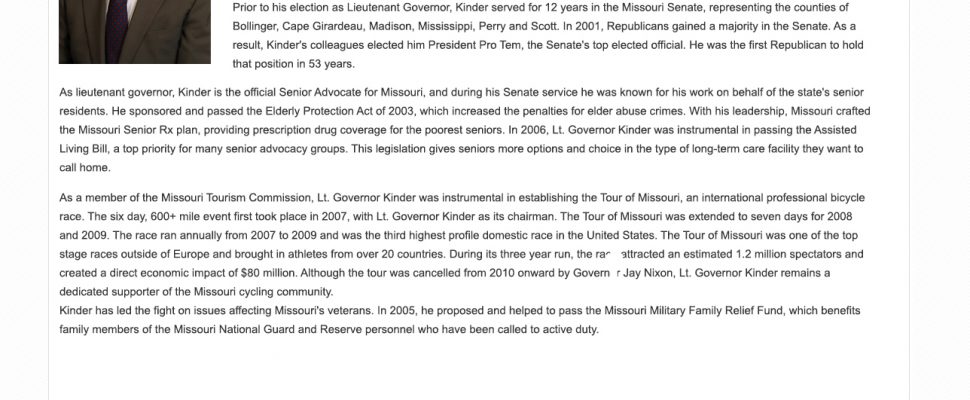 Prior to his election as Lieutenant Governor, Kinder served for 12 years in the Missouri Senate, representing the counties of
Bollinger, Cape Girardeau, Madison, Mississippi, Perry and Scott. In 2001, Republicans gained a majority in the Senate. As a
result, Kinder's colleagues elected him President Pro Tem, the Senate's top elected official. He was the first Republican to hold
that position in 53 years.
As lieutenant governor, Kinder is the official Senior Advocate for Missouri, and during his Senate service he was known for his work on behalf of the state's senior
residents. He sponsored and passed the Elderly Protection Act of 2003, which increased the penalties for elder abuse crimes. With his leadership, Missouri crafted
the Missouri Senior Rx plan, providing prescription drug coverage for the poorest seniors. In 2006, Lt. Governor Kinder was instrumental in passing the Assisted
Living Bill, a top priority for many senior advocacy groups. This legislation gives seniors more options and choice in the type of long-term care facility they want to
call home.
As a member of the Missouri Tourism Commission, Lt. Governor Kinder was instrumental in establishing the Tour of Missouri, an international professional bicycle
race. The six day, 600+ mile event first took place in 2007, with Lt. Governor Kinder as its chairman. The Tour of Missouri was extended to seven days for 2008
and 2009. The race ran annually from 2007 to 2009 and was the third highest profile domestic race in the United States. The Tour of Missouri was one of the top
stage races outside of Europe and brought in athletes from over 20 countries. During its three year run, the rac attracted an estimated 1.2 million spectators and
created a direct economic impact of $80 million. Although the tour was cancelled from 2010 onward by Govern r Jay Nixon, Lt. Governor Kinder remains a
dedicated supporter of the Missouri cycling community.
Kinder has led the fight on issues affecting Missouri's veterans. In 2005, he proposed and helped to pass the Missouri Military Family Relief Fund, which benefits
family members of the Missouri National Guard and Reserve personnel who have been called to active duty.